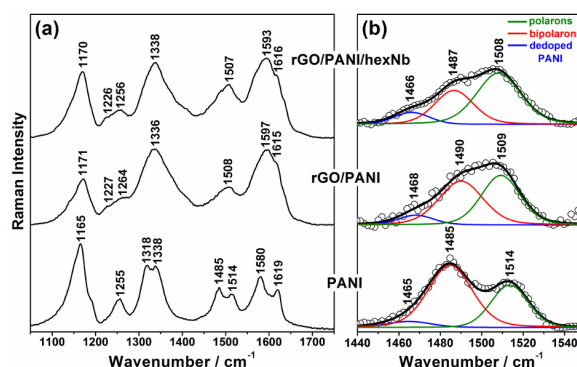 (a)
1170
1226
1256
1338
1507
1593
1616
rGO/PANI/hexNb
1171
1227
1264
1336
1508
1597
1615
rGO/PANI
1165
1255
1318
1338
1485
1514
1580
1619
PANI
Raman Intensity
1100 1200 1300 1400 1500 1600 1700
Wavenumber / cm-1
(b)
polarons
bipolaron
dedoped
PANI
1466
1487
1508
1468
1490
1509
1465
1485
1514
1440 1460 1480 1500 1520 1540
Wavenumber / cm-1